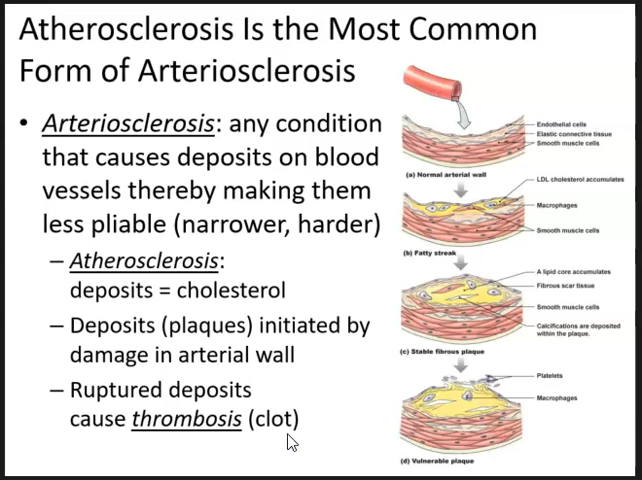 Atherosclerosis Is the Most Common
Form of Arteriosclerosis
• Arteriosclerosis: any condition
that causes deposits on blood
vessels thereby making them
less pliable (narrower, harder)
– Atherosclerosis:
deposits = cholesterol
– Deposits (plaques) initiated by
damage in arterial wall
– Ruptured deposits
cause thrombosis (clot)
Endothelial cells
Elastic connective tissue
Smooth muscle cells
(a) Normal arterial wall
LDL cholesterol accumulates
Macrophages
Smooth muscle cells
(b) Fatty streak
A lipid core accumulates
Fibrous scar tissue
Smooth muscle cells
Calcifications are deposited
within the plaque.
(c) Stable fibrous plaque
Platelets
Macrophages
(d) Vulnerable plaque